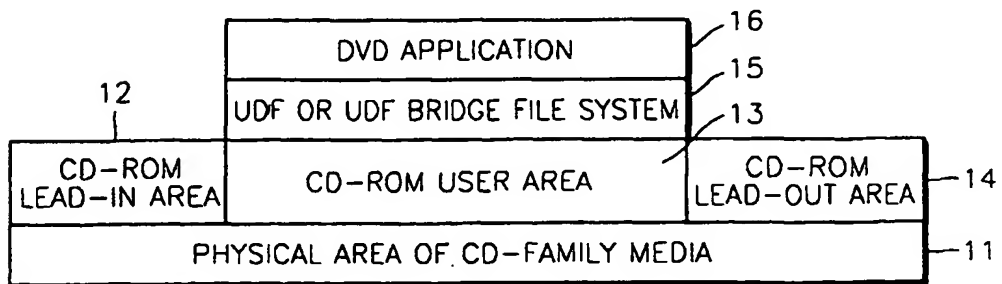 DVD APPLICATION
16
UDF OR UDF BRIDGE FILE SYSTEM
15
12
13
CD-ROM
LEAD-IN AREA
CD-ROM USER AREA
CD-ROM
LEAD-OUT AREA
14
PHYSICAL AREA OF CD-FAMILY MEDIA
11